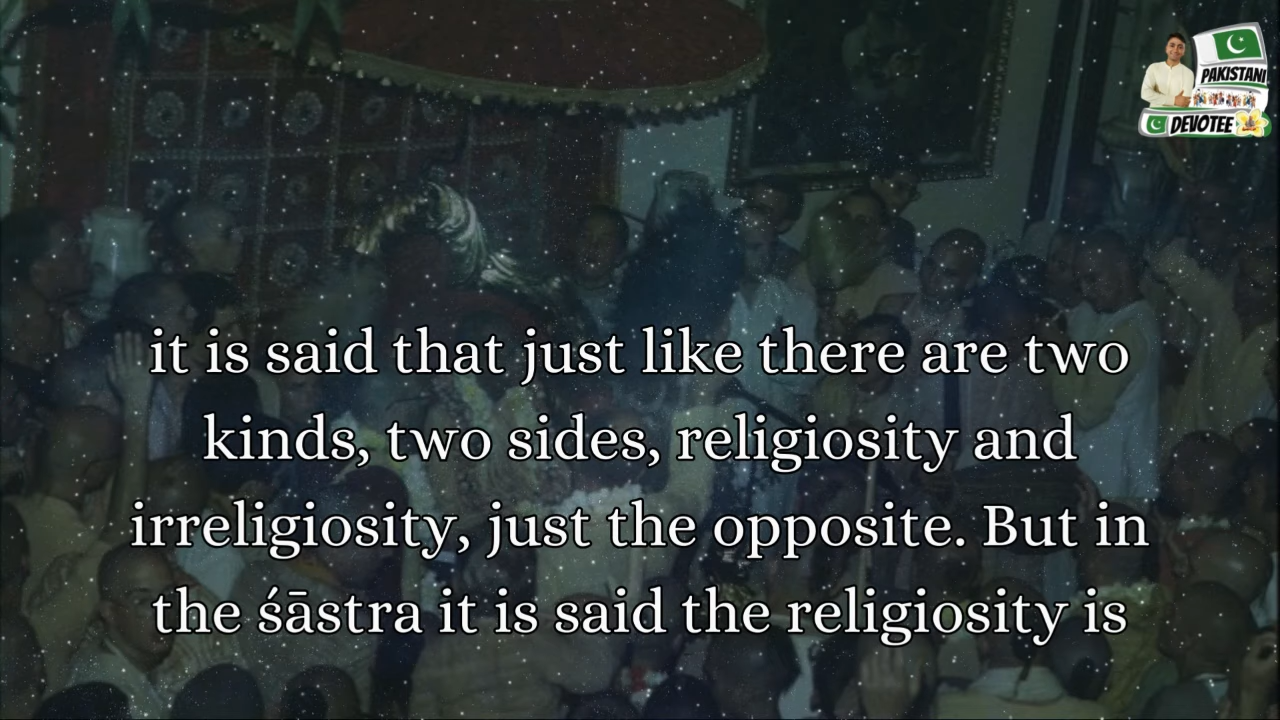 PAKISTANI
DEVOTEE
it is said that just like there are two
kinds, two sides, religiosity and
irreligiosity, just the opposite. But in
the śāstra it is said the religiosity is